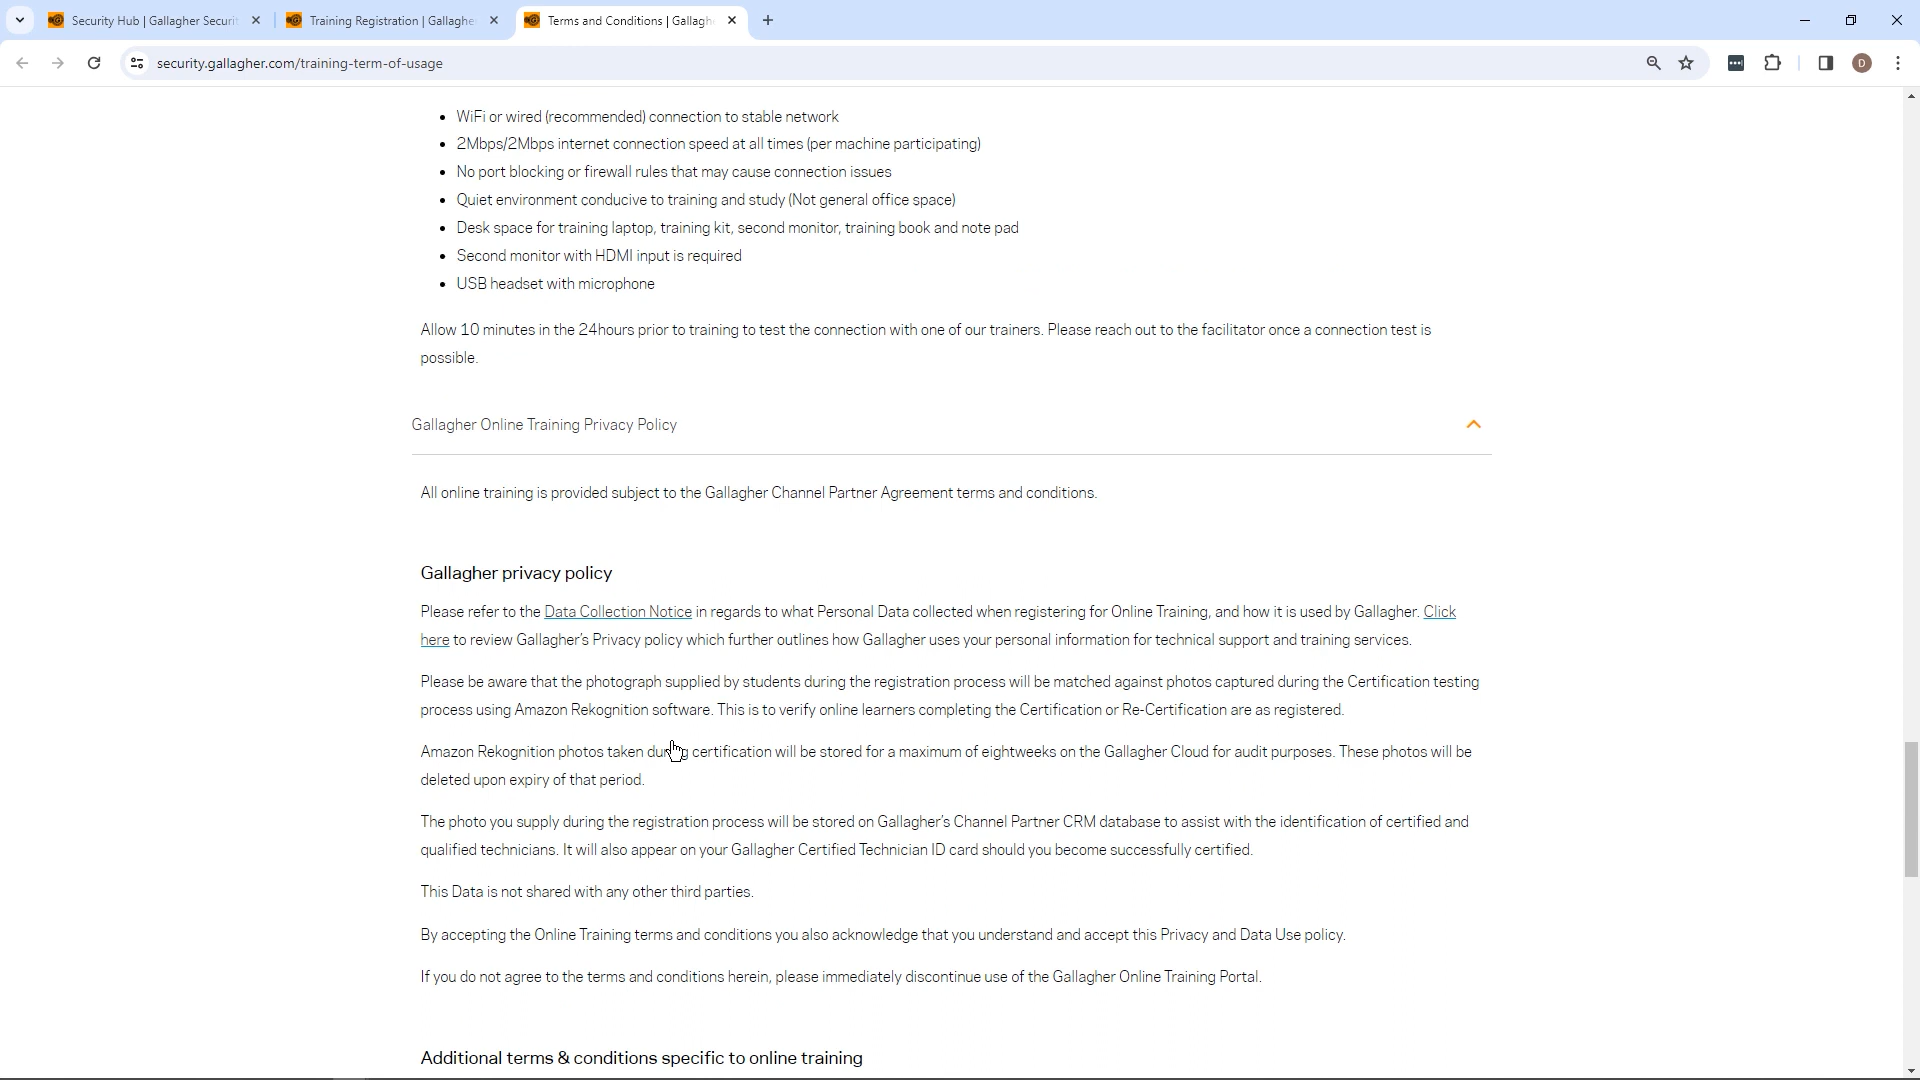 Security Hub | Gallagher Securi
Training Registration | Gallaghe
Terms and Conditions | Gallagh
security.gallagher.com/training-term-of-usage
D
WiFi or wired (recommended) connection to stable network
2Mbps/2Mbps internet connection speed at all times (per machine participating)
No port blocking or firewall rules that may cause connection issues
Quiet environment conducive to training and study (Not general office space)
Desk space for training laptop, training kit, second monitor, training book and note pad
Second monitor with HDMI input is required
USB headset with microphone
Allow 10 minutes in the 24hours prior to training to test the connection with one of our trainers. Please reach out to the facilitator once a connection test is
possible.
Gallagher Online Training Privacy Policy
All online training is provided subject to the Gallagher Channel Partner Agreement terms and conditions.
Gallagher privacy policy
Please refer to the Data Collection Notice in regards to what Personal Data collected when registering for Online Training, and how it is used by Gallagher. Click
here to review Gallagher's Privacy policy which further outlines how Gallagher uses your personal information for technical support and training services.
Please be aware that the photograph supplied by students during the registration process will be matched against photos captured during the Certification testing
process using Amazon Rekognition software. This is to verify online learners completing the Certification or Re-Certification are as registered.
Amazon Rekognition photos taken during certification will be stored for a maximum of eightweeks on the Gallagher Cloud for audit purposes. These photos will be
deleted upon expiry of that period.
The photo you supply during the registration process will be stored on Gallagher's Channel Partner CRM database to assist with the identification of certified and
qualified technicians. It will also appear on your Gallagher Certified Technician ID card should you become successfully certified.
This Data is not shared with any other third parties.
By accepting the Online Training terms and conditions you also acknowledge that you understand and accept this Privacy and Data Use policy.
If you do not agree to the terms and conditions herein, please immediately discontinue use of the Gallagher Online Training Portal.
Additional terms & conditions specific to online training